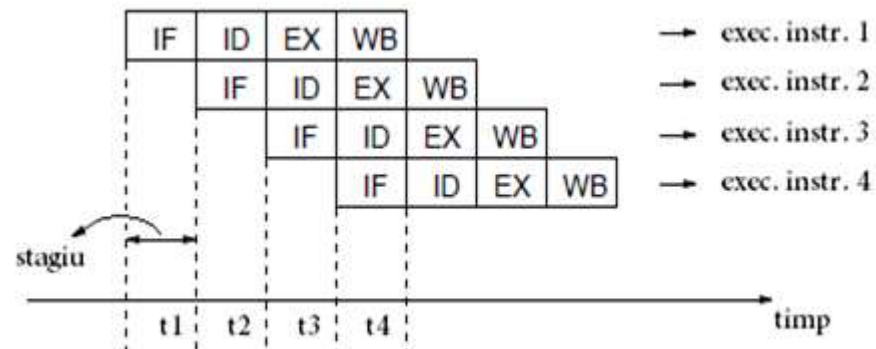 IF ID EX WB → exec. instr. 1
IF ID EX WB → exec. instr. 2
IF ID EX WB → exec. instr. 3
IF ID EX WB → exec. instr. 4
stagiu
t1 t2 t3 t4 timp